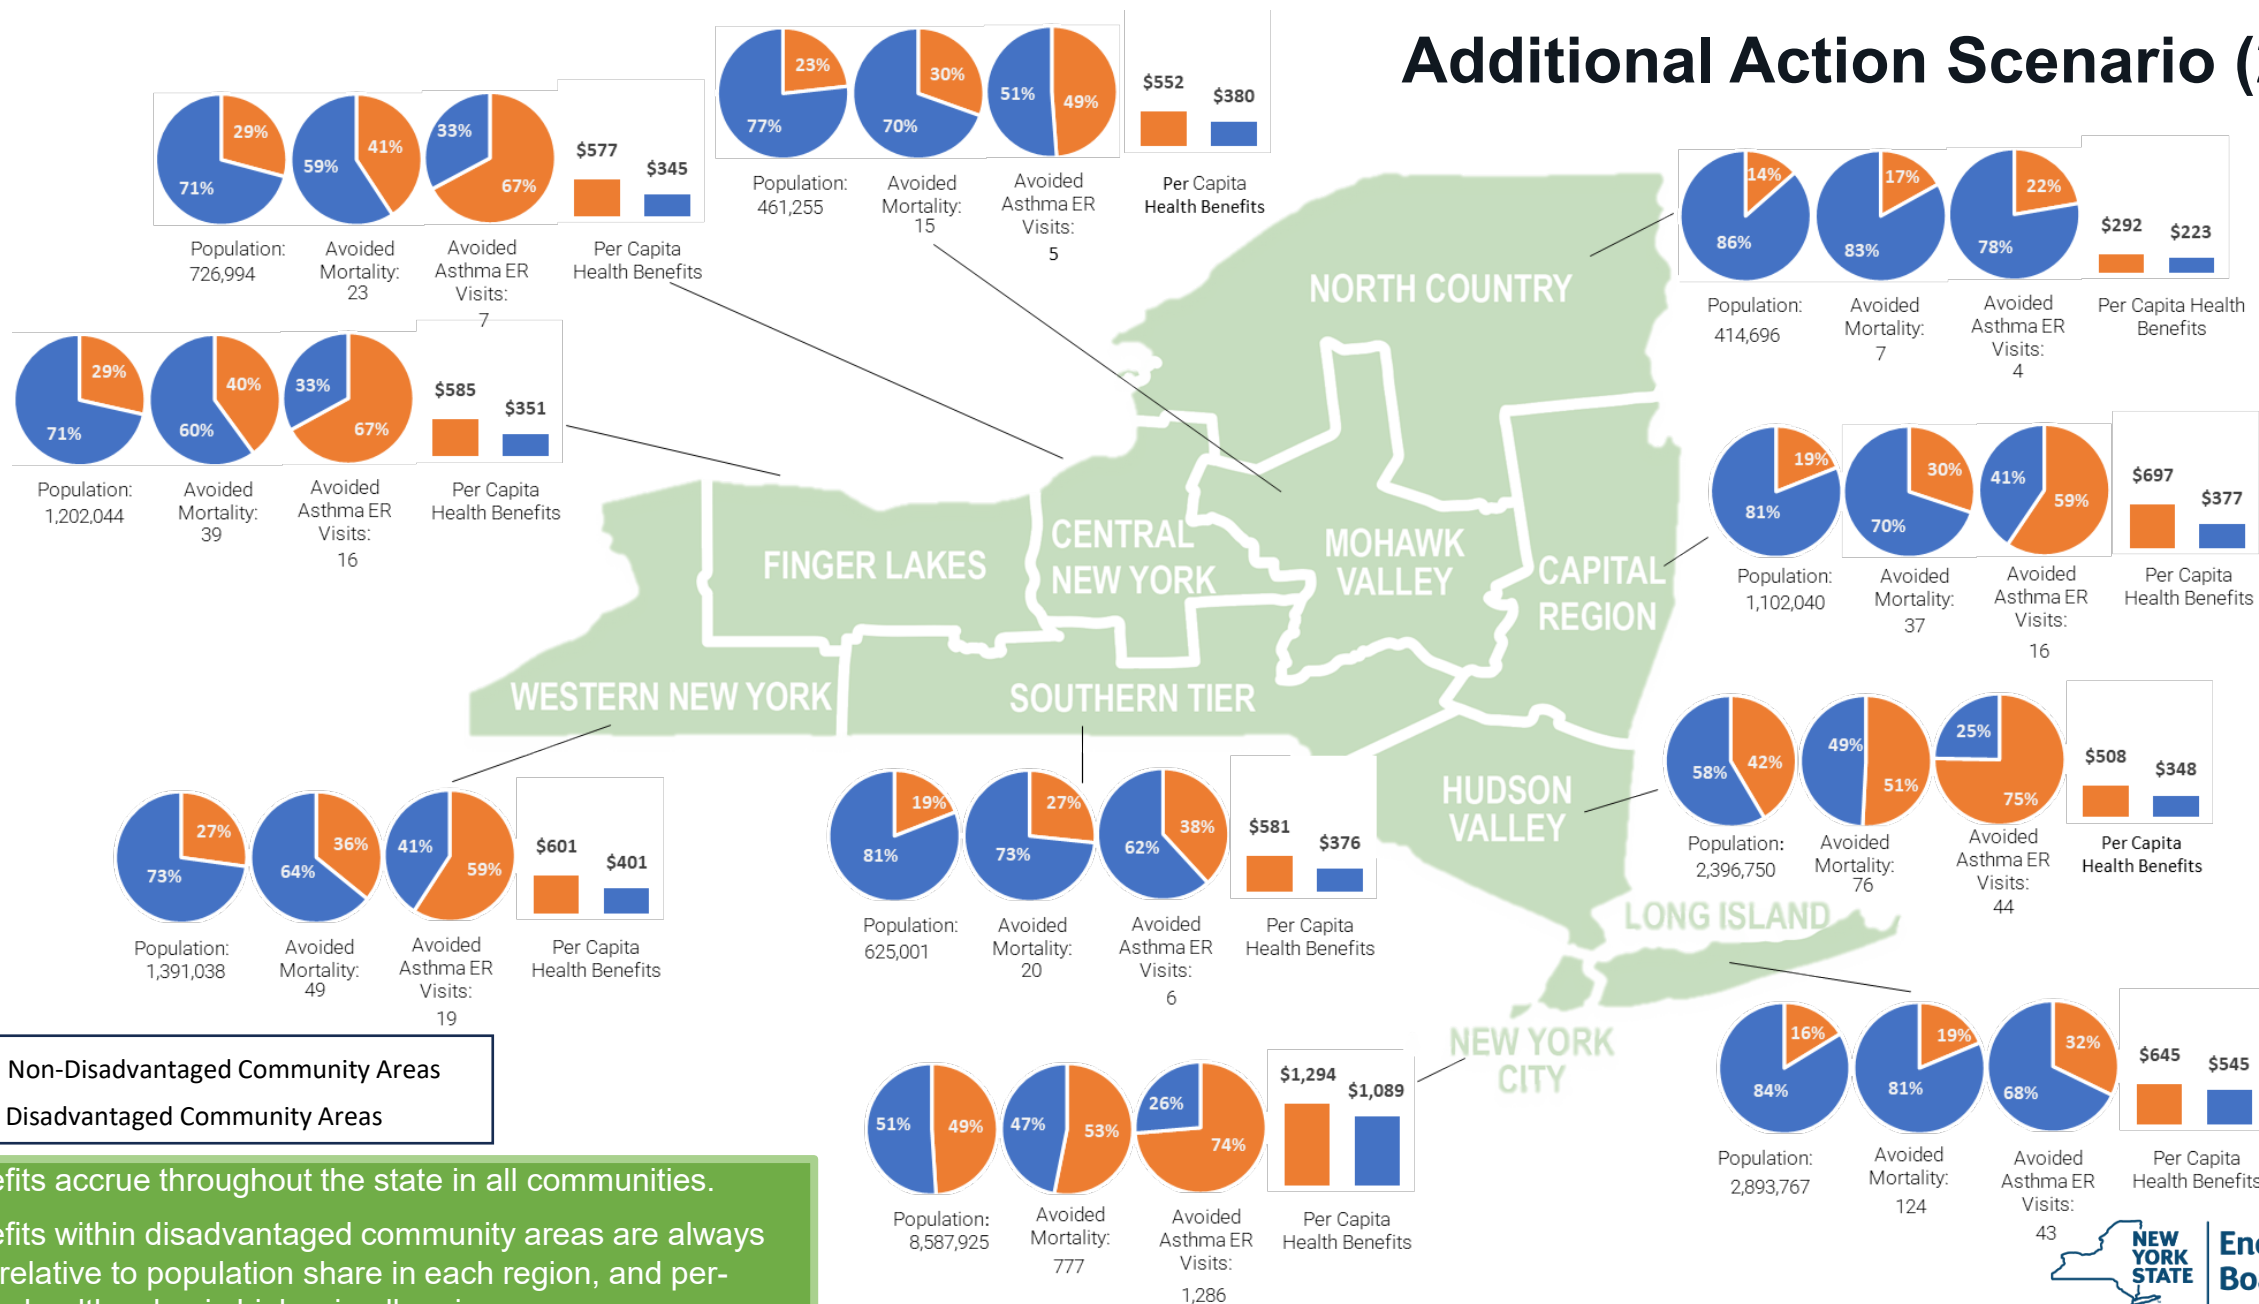 Additional Action Scenario
23%
77%
30%
70%
51%
49%
$552
$380
Population:
461,255
Avoided
Mortality:
15
Avoided
Asthma ER
Visits:
5
Per Capita
Health Benefits
29%
71%
59%
41%
33%
67%
$577
$345
Population:
726,994
Avoided
Mortality:
23
Avoided
Asthma ER
Visits:
7
Per Capita
Health Benefits
14%
86%
17%
83%
22%
78%
$292
$223
Population:
414,696
Avoided
Mortality:
7
Avoided
Asthma ER
Visits:
4
Per Capita Health
Benefits
29%
71%
40%
60%
33%
67%
$585
$351
Population:
1,202,044
Avoided
Mortality:
39
Avoided
Asthma ER
Visits:
16
Per Capita
Health Benefits
NORTH COUNTRY
FINGER LAKES
CENTRAL
NEW YORK
MOHAWK
VALLEY
CAPITAL
REGION
WESTERN NEW YORK
SOUTHERN TIER
HUDSON
VALLEY
LONG ISLAND
NEW YORK
CITY
19%
81%
30%
70%
41%
59%
$697
$377
Population:
1,102,040
Avoided
Mortality:
37
Avoided
Asthma ER
Visits:
16
Per Capita
Health Benefits
58%
42%
49%
51%
25%
75%
$508
$348
Population:
2,396,750
Avoided
Mortality:
76
Avoided
Asthma ER
Visits:
44
Per Capita
Health Benefits
27%
73%
36%
64%
41%
59%
$601
$401
Population:
1,391,038
Avoided
Mortality:
49
Avoided
Asthma ER
Visits:
19
Per Capita
Health Benefits
19%
81%
27%
73%
38%
62%
$581
$376
Population:
625,001
Avoided
Mortality:
20
Avoided
Asthma ER
Visits:
6
Per Capita
Health Benefits
16%
84%
19%
81%
32%
68%
$645
$545
Population:
2,893,767
Avoided
Mortality:
124
Avoided
Asthma ER
Visits:
43
Per Capita
Health Benefits
51%
49%
47%
53%
26%
74%
$1,294
$1,089
Population:
8,587,925
Avoided
Mortality:
777
Avoided
Asthma ER
Visits:
1,286
Per Capita
Health Benefits
Non-Disadvantaged Community Areas
Disadvantaged Community Areas
accrue throughout the state in all communities.
within disadvantaged community areas are always
relative to population share in each region, and per-
NEW
YORK
STATE